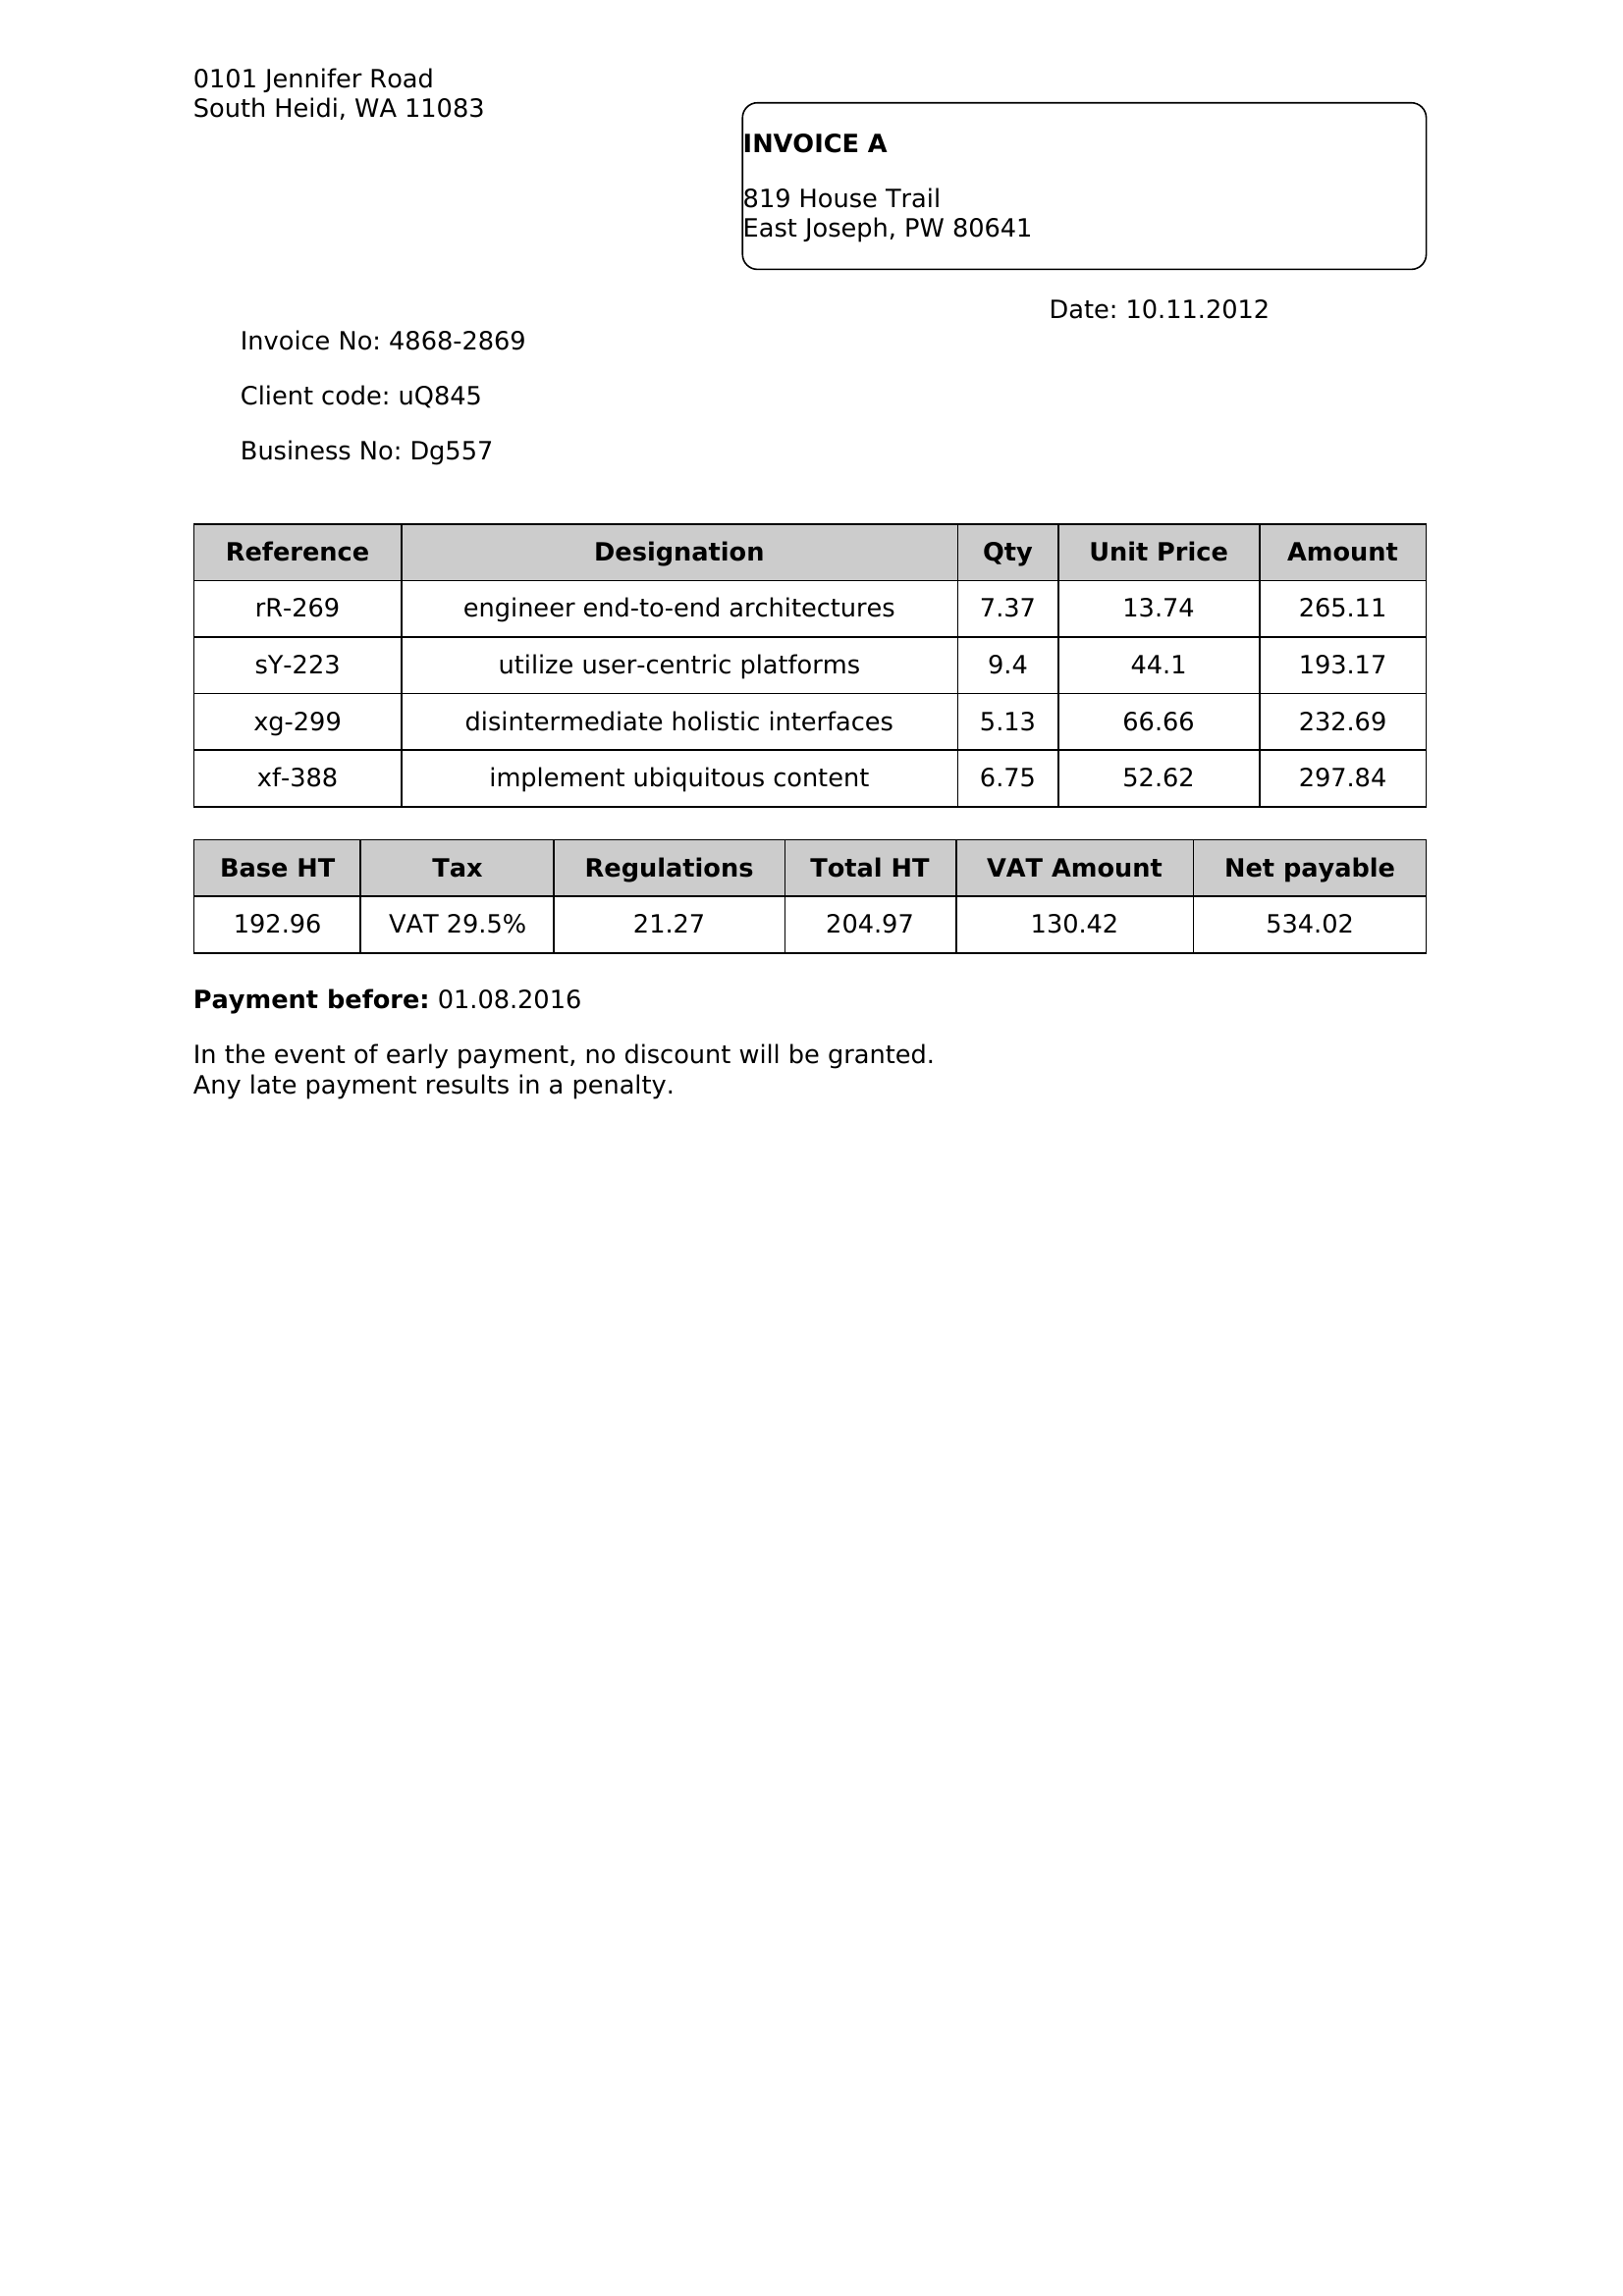 0101 Jennifer Road
South Heidi, WA 11083
INVOICE A
819 House Trail
East Joseph, PW 80641
Date: 10.11.2012
Invoice No: 4868-2869
Client code: uQ845
Business No: Dg557
Reference Designation Qty Unit Price Amount
rR-269 engineer end-to-end architectures 7.37 13.74 265.11
sY-223 utilize user-centric platforms 9.4 44.1 193.17
xg-299 disintermediate holistic interfaces 5.13 66.66 232.69
xf-388 implement ubiquitous content 6.75 52.62 297.84
Base HT Tax Regulations Total HT VAT Amount Net payable
192.96 VAT 29.5% 21.27 204.97 130.42 534.02
Payment before: 01.08.2016
In the event of early payment, no discount will be granted.
Any late payment results in a penalty.